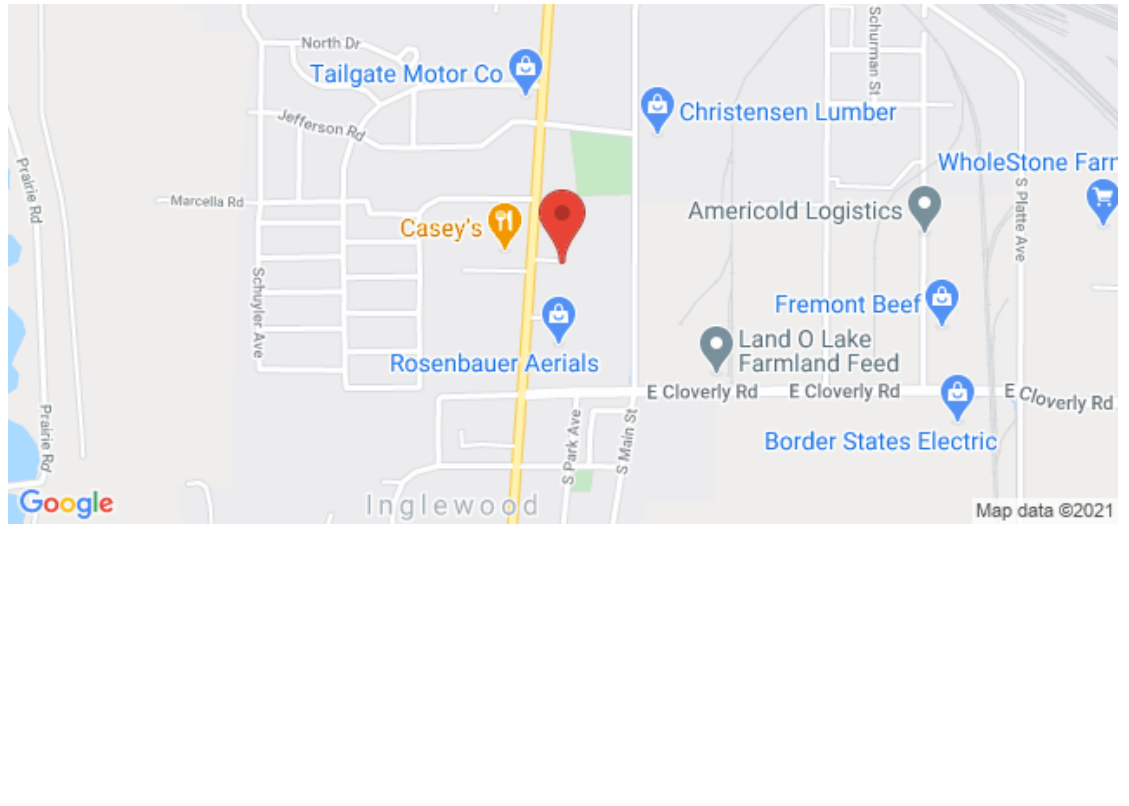 North Dr
Tailgate Motor Co
Schurman St
Christensen Lumber
Jefferson Rd
WholeStone Farm
Prairie Rd
Marcella Rd
Casey's
Americold Logistics
S Platte Ave
Schuyler Ave
Fremont Beef
Rosenbauer Aerials
Land O Lake
Farmland Feed
E Cloverly Rd
E Cloverly Rd
E Cloverly Rd
Prairie Rd
S Park Ave
S Main St
Border States Electric
Google
Inglewood
Map data ©2021